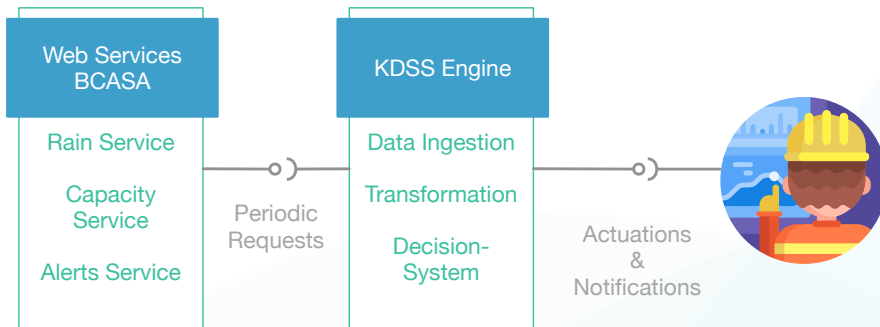 Web Services
BCASA
Rain Service
Capacity
Service
Alerts Service
Periodic
Requests
KDSS Engine
Data Ingestion
Transformation
Decision-
System
Actuations
&
Notifications